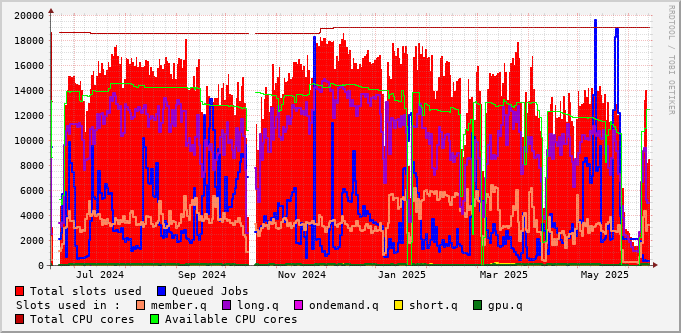 20000
18000
16000
14000
12000
10000
8000
6000
4000
2000
0
Jul 2024 Sep 2024 Nov 2024 Jan 2025 Mar 2025 May 2025
RRDTOOL / TOBI OETIKER
Total slots used Queued Jobs
Slots used in : member.q long.q ondemand.q short.q gpu.q
Total CPU cores Available CPU cores